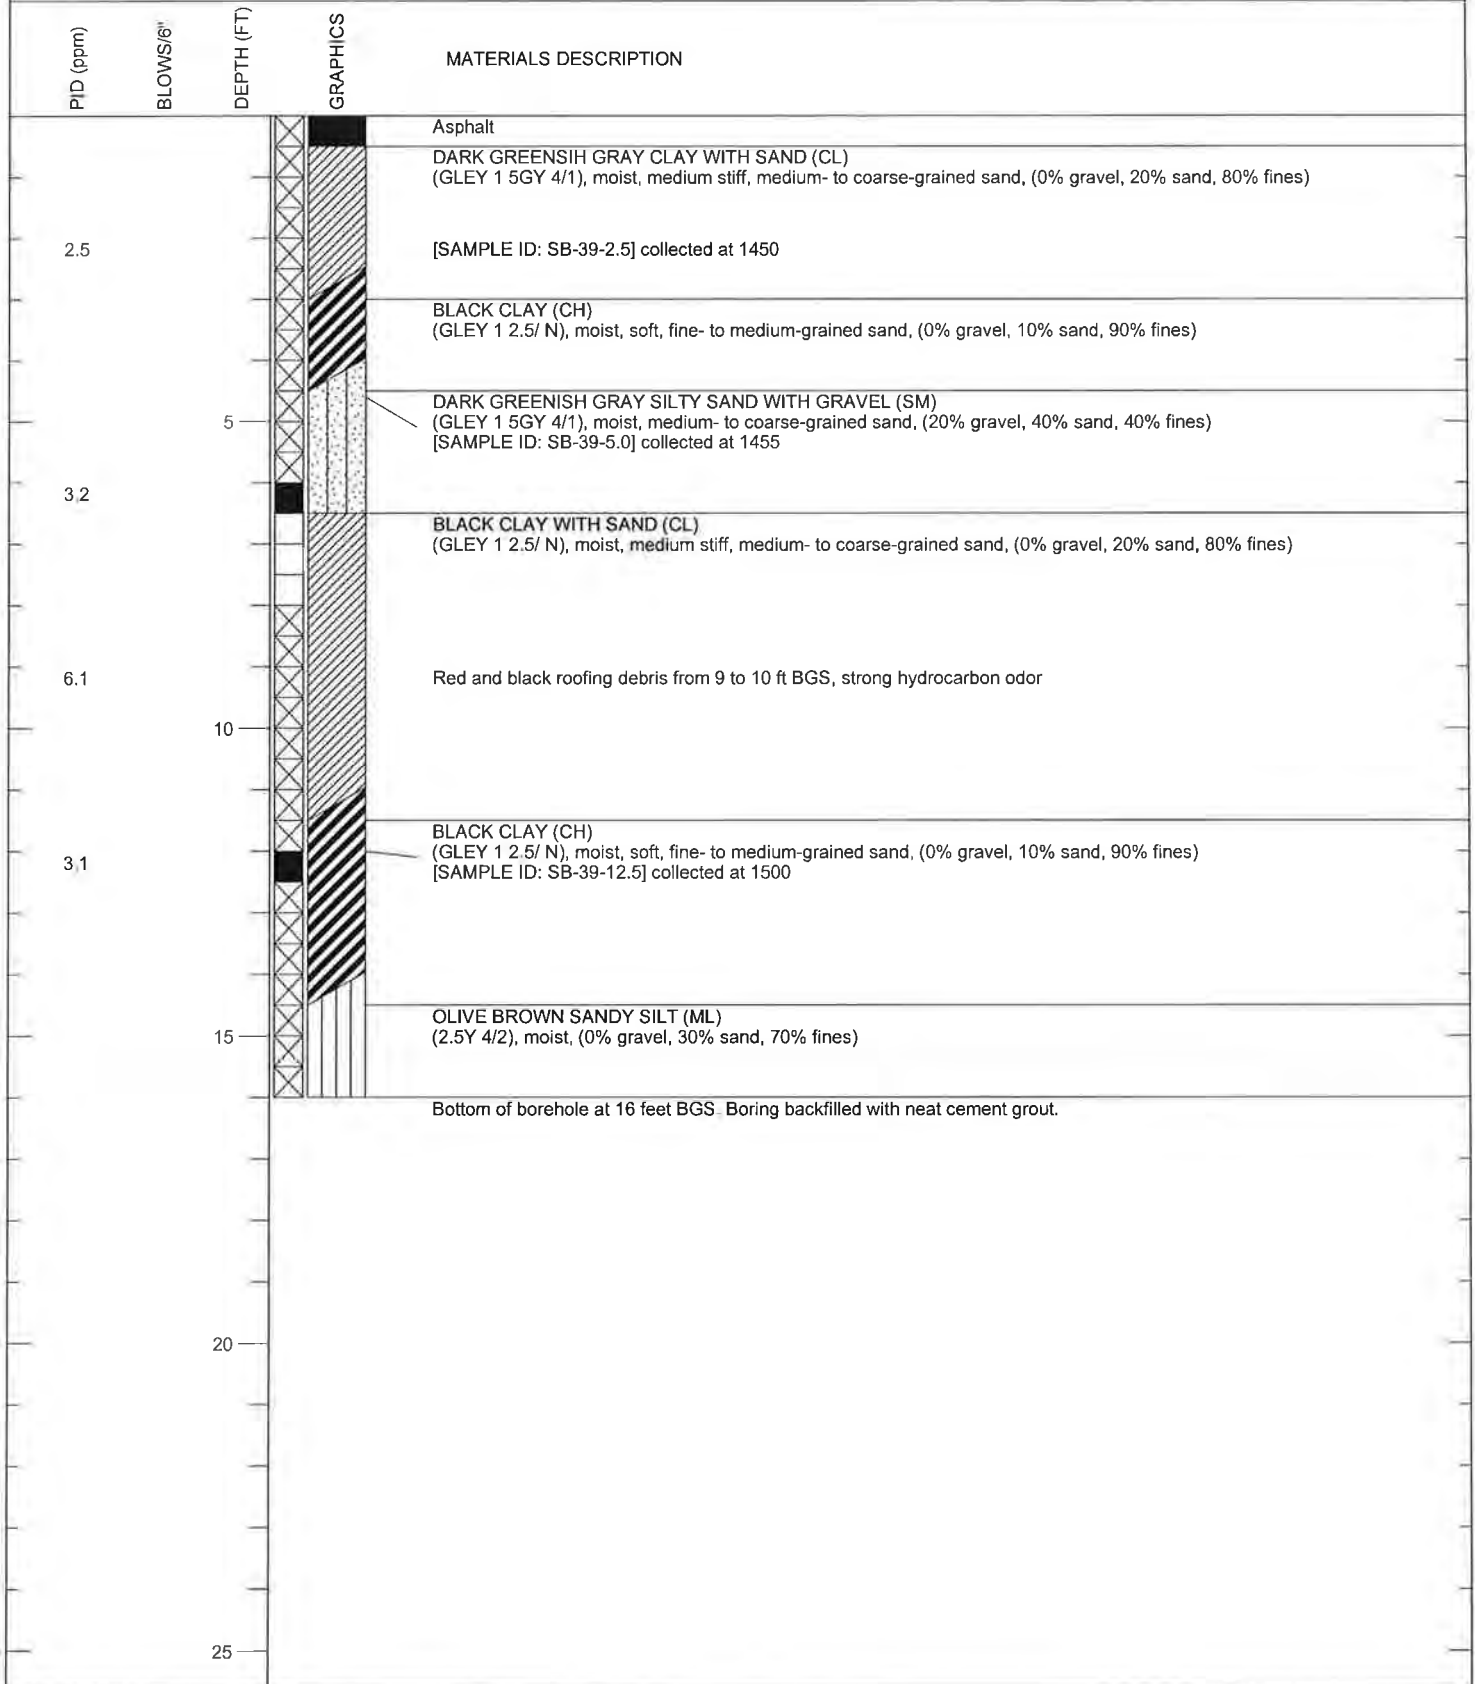 PID (ppm)
BLOWS/6"
DEPTH (FT)
GRAPHICS
MATERIALS DESCRIPTION
Asphalt
DARK GREENSIH GRAY CLAY WITH SAND (CL)
(GLEY 1 5GY 4/1), moist, medium stiff, medium- to coarse-grained sand, (0% gravel, 20% sand, 80% fines)
2.5
[SAMPLE ID: SB-39-2.5] collected at 1450
BLACK CLAY (CH)
(GLEY 1 2.5/ N), moist, soft, fine- to medium-grained sand, (0% gravel, 10% sand, 90% fines)
DARK GREENISH GRAY SILTY SAND WITH GRAVEL (SM)
5
(GLEY 1 5GY 4/1), moist, medium- to coarse-grained sand, (20% gravel, 40% sand, 40% fines)
[SAMPLE ID: SB-39-5.0] collected at 1455
3.2
BLACK CLAY WITH SAND (CL)
(GLEY 1 2.5/ N), moist, medium stiff, medium- to coarse-grained sand, (0% gravel, 20% sand, 80% fines)
6.1
Red and black roofing debris from 9 to 10 ft BGS, strong hydrocarbon odor
10
BLACK CLAY (CH)
(GLEY 1 2.5/ N), moist, soft, fine- to medium-grained sand, (0% gravel, 10% sand, 90% fines)
3.1
[SAMPLE ID: SB-39-12.5] collected at 1500
OLIVE BROWN SANDY SILT (ML)
15
(2.5Y 4/2), moist, (0% gravel, 30% sand, 70% fines)
Bottom of borehole at 16 feet BGS. Boring backfilled with neat cement grout.
20
25